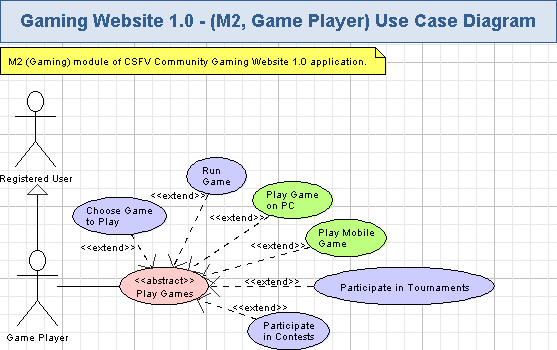 Gaming Website 1.0 - (M2, Game Player) Use Case Diagram
M2 (Gaming) module of CSFV Community Gaming Website 1.0 application.
Registered User
Run
Game
<<extend>>
Play Game
on PC
Choose Game
to Play
<<extend>>
Play Mobile
Game
<<extend>>
<<extend>>
<<abstract>>
Play Games
<<extend>>
Participate in Tournaments
<<extend>>
Participate
in Contests
Game Player